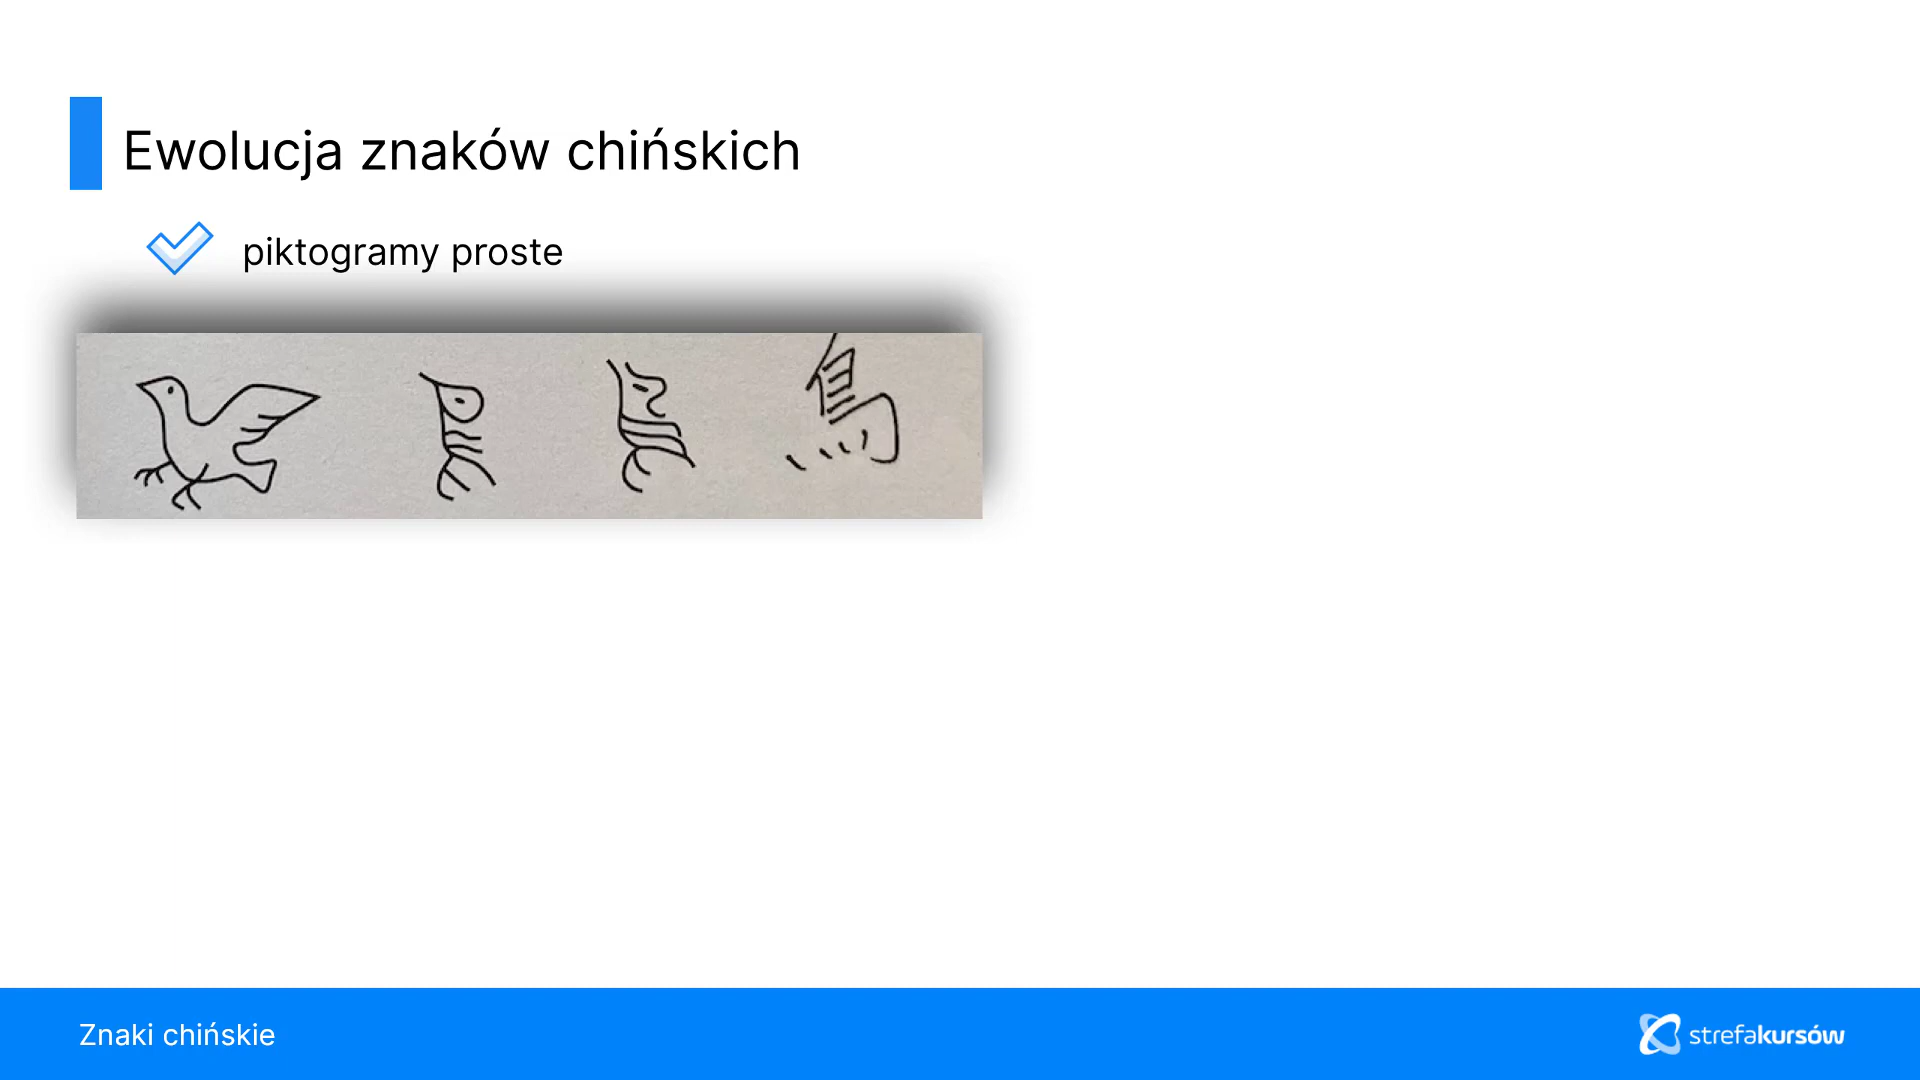 Ewolucja znaków chińskich
piktogramy proste
鳥
Znaki chińskie
strefakursów